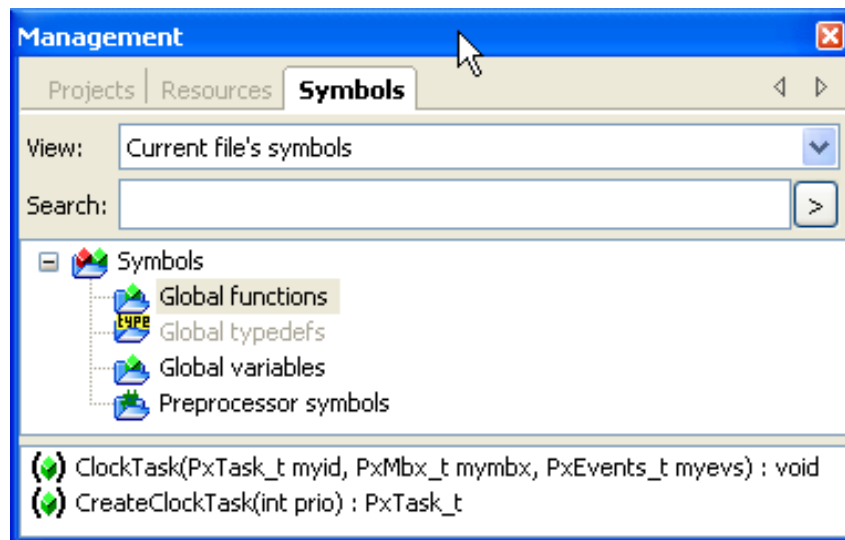 Management
Projects Resources Symbols
View: Current file's symbols
Search: >
Symbols
Global functions
type Global typedefs
Global variables
Preprocessor symbols
ClockTask(PxTask_t myid, PxMbx_t mymbx, PxEvents_t myevs) : void
CreateClockTask(int prio) : PxTask_t